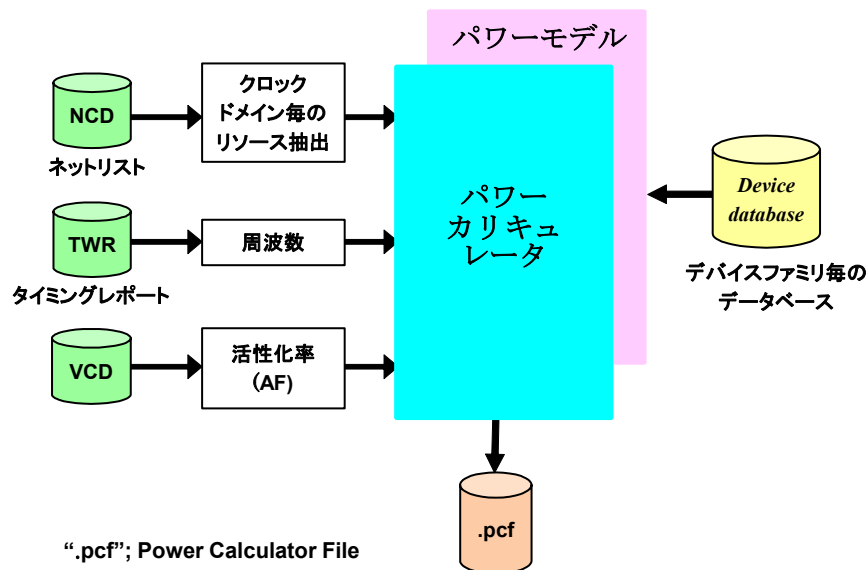 パワーモデル
NCD
ネットリスト
クロック
ドメイン毎の
リソース抽出
TWR
タイミングレポート
周波数
VCD
活性化率
(AF)
パワー
カリキュ
レータ
Device
database
デバイスファミリ毎の
データベース
.pcf
“.pcf”; Power Calculator File